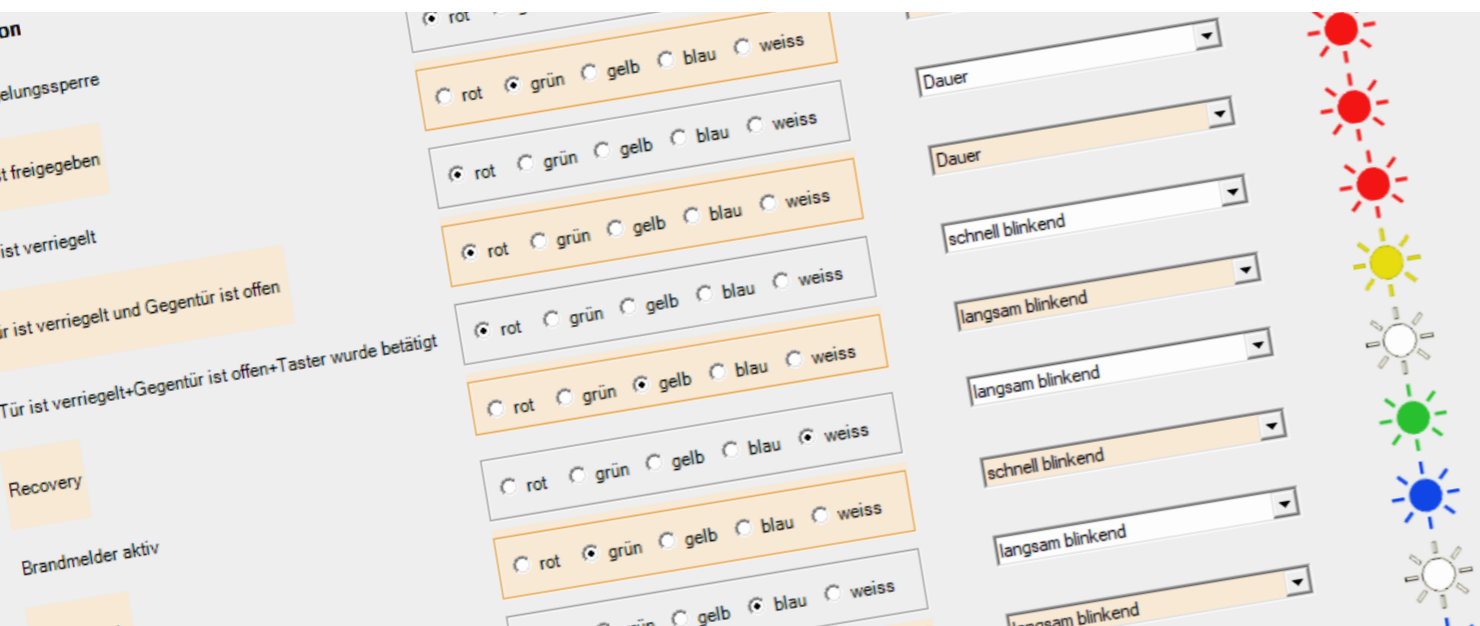 on
elungssperre rot
st freigegeben rot grün gelb blau weiss
ist verriegelt rot grün gelb blau weiss Dauer
ür ist verriegelt und Gegentür ist offen rot grün gelb blau weiss Dauer
Tür ist verriegelt+Gegentür ist offen+Taster wurde betätigt rot grün gelb blau weiss schnell blinkend
Recovery rot grün gelb blau weiss langsam blinkend
Brandmelder aktiv rot grün gelb blau weiss langsam blinkend
rot grün gelb blau weiss schnell blinkend
gelb blau weiss langsam blinkend
langsam blinkend